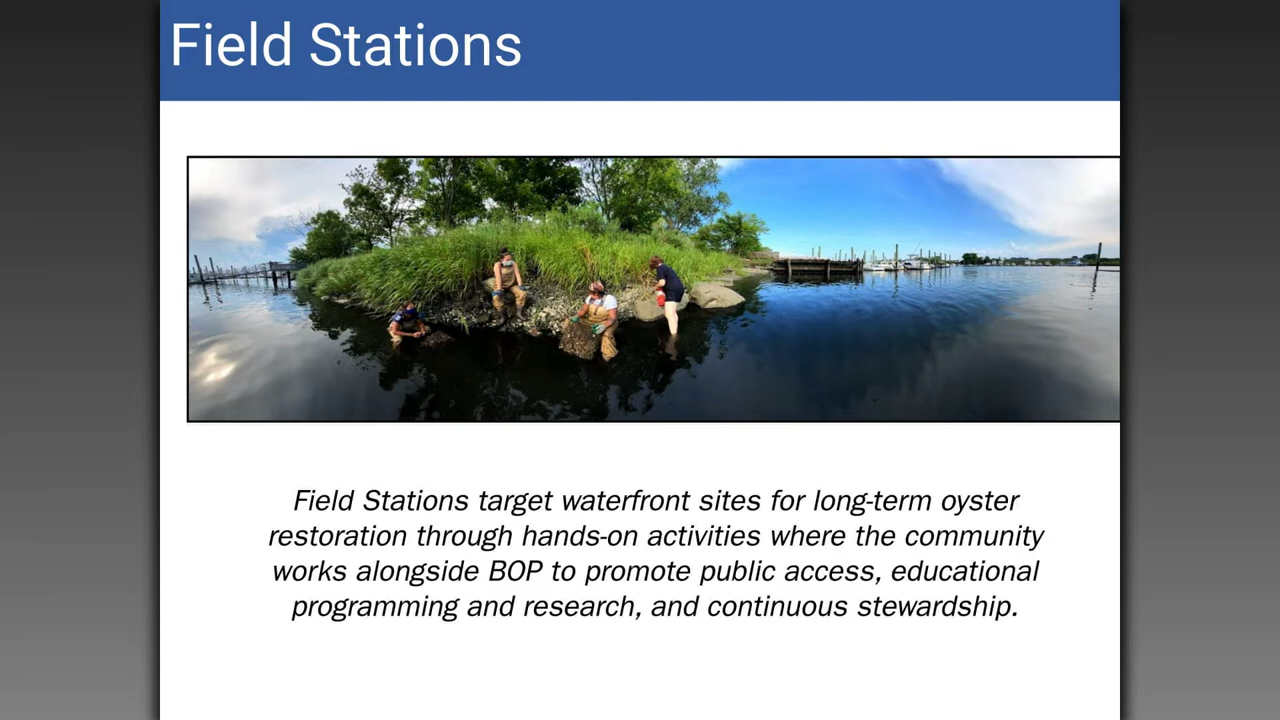 Field Stations
Field Stations target waterfront sites for long-term oyster
restoration through hands-on activities where the community
works alongside BOP to promote public access, educational
programming and research, and continuous stewardship.